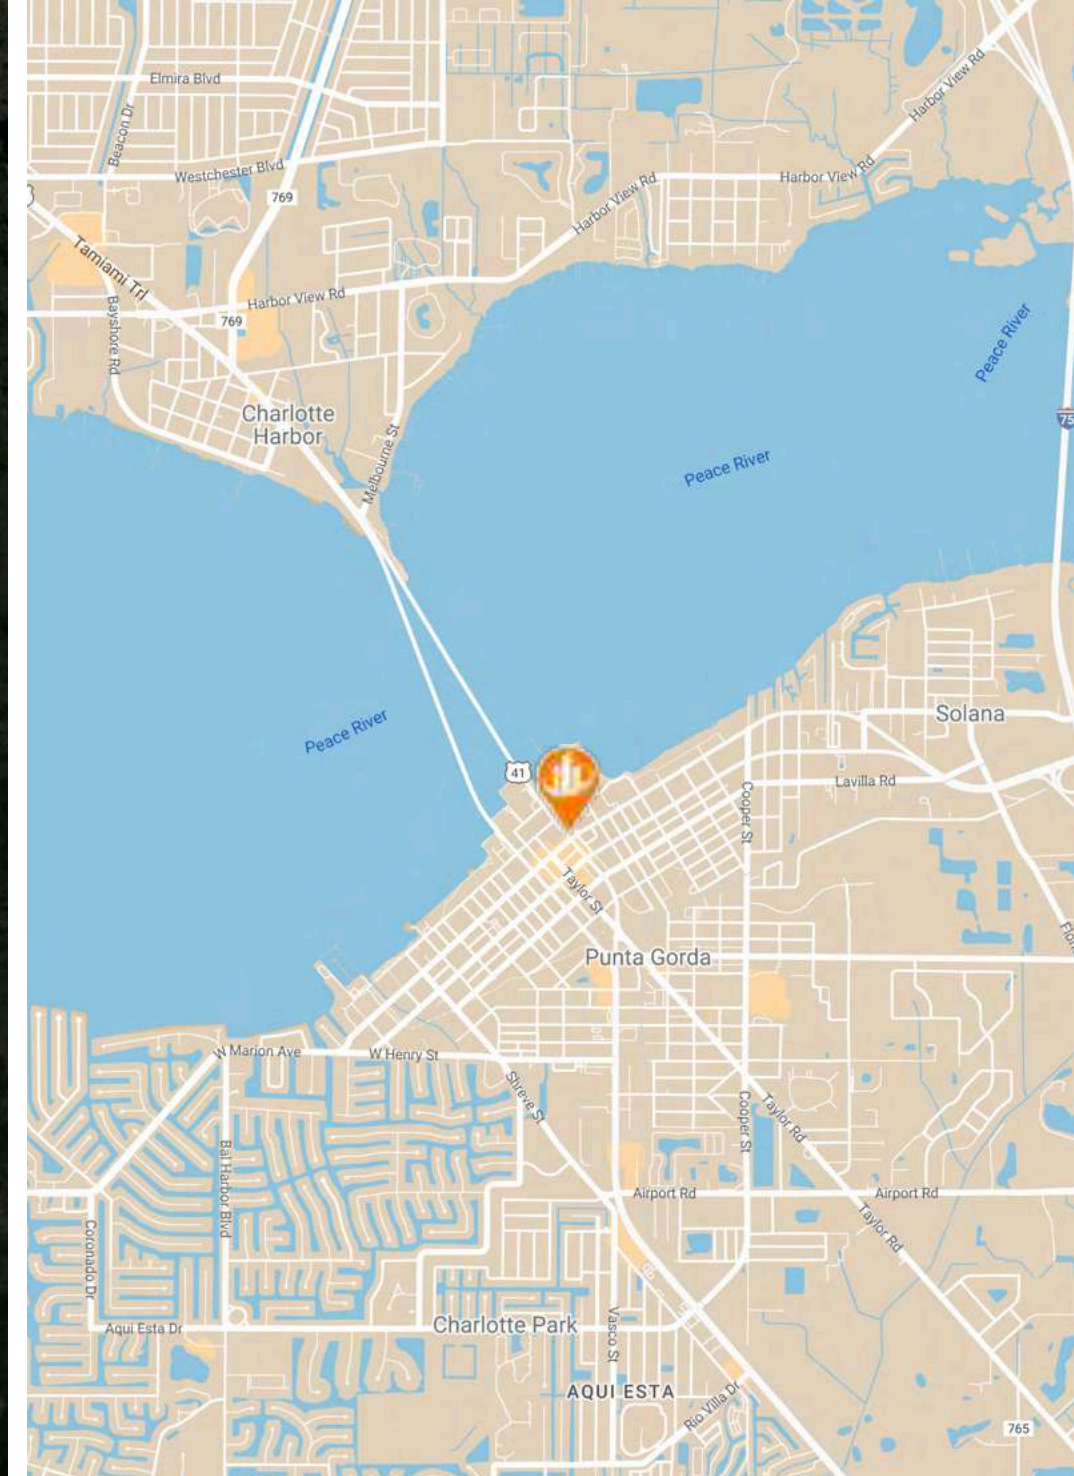 Elmira Blvd
Beacon Dr
Harbor View Rd
Westchester Blvd
769
Harbor View Rd
Harbor View Rd
Tamiami Trl
Harbor View Rd
769
Bayshore Rd
Peace River
Charlotte
Harbor
75
Melbourne St
Peace River
Peace River
Solana
41
Lavilla Rd
Cooper St
Taylor St
Punta Gorda
W Marion Ave
W Henry St
Shreve St
Cooper St
Taylor Rd
Bal Harbor Blvd
Airport Rd
Airport Rd
Taylor Rd
Coronado Dr
Aqui Esta Dr
Charlotte Park
Vasco St
AQUI ESTA
Rio Villa Dr
765